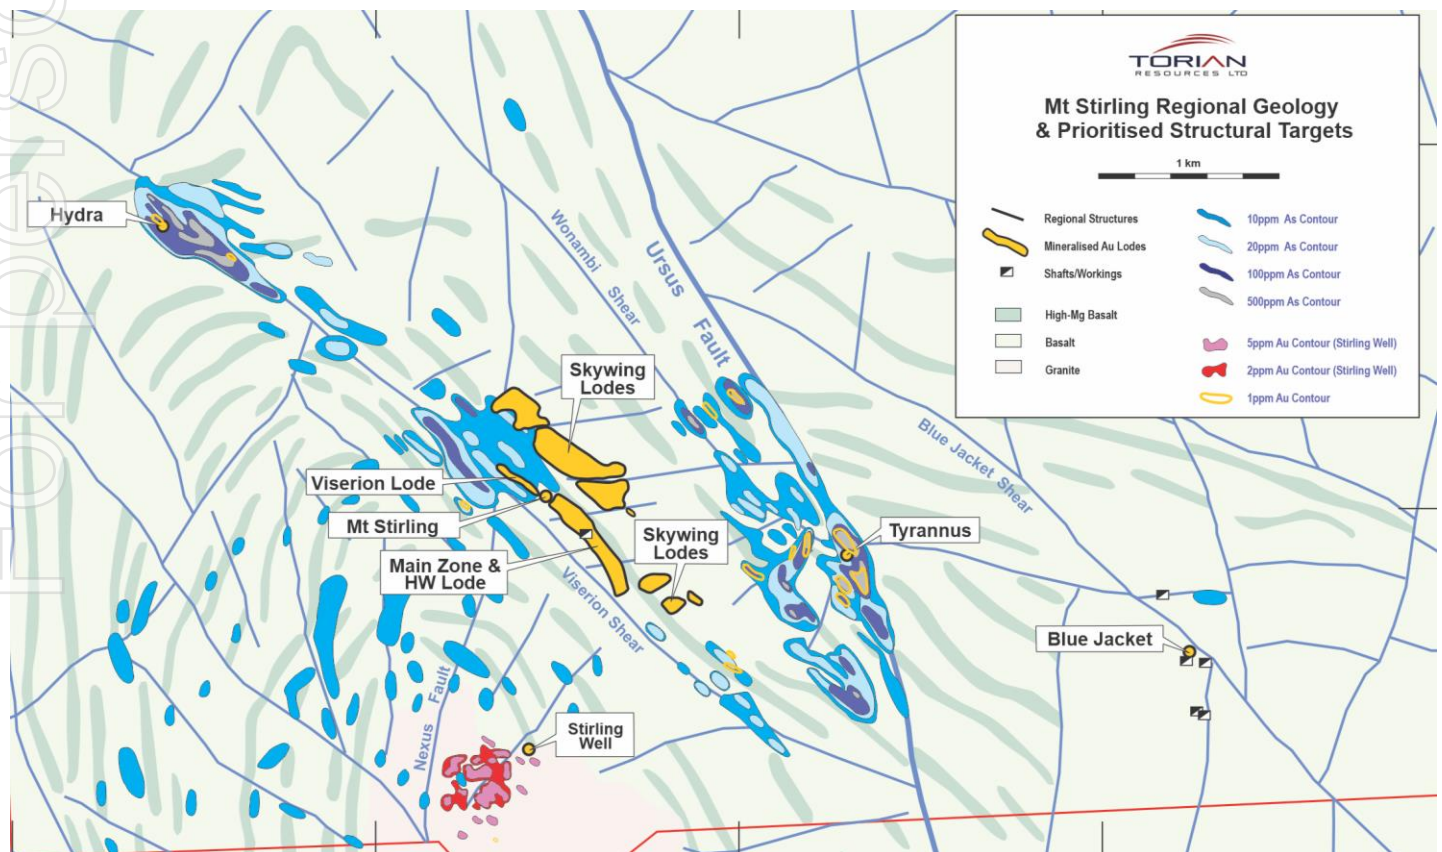 For personal
TORIAN
RESOURCES LTD
Mt Stirling Regional Geology
& Prioritised Structural Targets
1 km
Regional Structures
Mineralised Au Lodes
Shafts/Workings
High-Mg Basalt
Basalt
Granite
10ppm As Contour
20ppm As Contour
100ppm As Contour
500ppm As Contour
5ppm Au Contour (Stirling Well)
2ppm Au Contour (Stirling Well)
1ppm Au Contour
Hydra
Wonambi
Shear
Ursus
Fault
Skywing
Lodes
Blue Jacket Shear
Viserion Lode
Mt Stirling
Main Zone &
HW Lode
Skywing
Lodes
Tyrannus
Viserion Shear
Blue Jacket
Nexus Fault
Stirling
Well